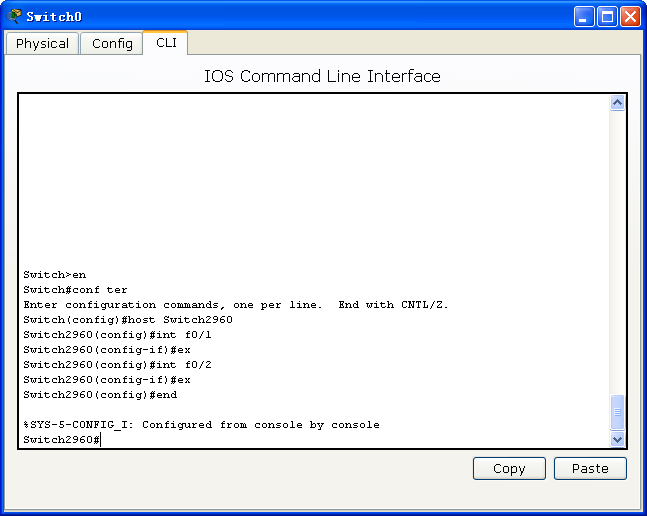 Switch0
Physical Config CLI
IOS Command Line Interface
Switch>en
Switch#conf ter
Enter configuration commands, one per line.  End with CNTL/Z.
Switch(config)#host Switch2960
Switch2960(config)#int f0/1
Switch2960(config-if)#ex
Switch2960(config)#int f0/2
Switch2960(config-if)#ex
Switch2960(config)#end
%SYS-5-CONFIG_I: Configured from console by console
Switch2960#
Copy Paste